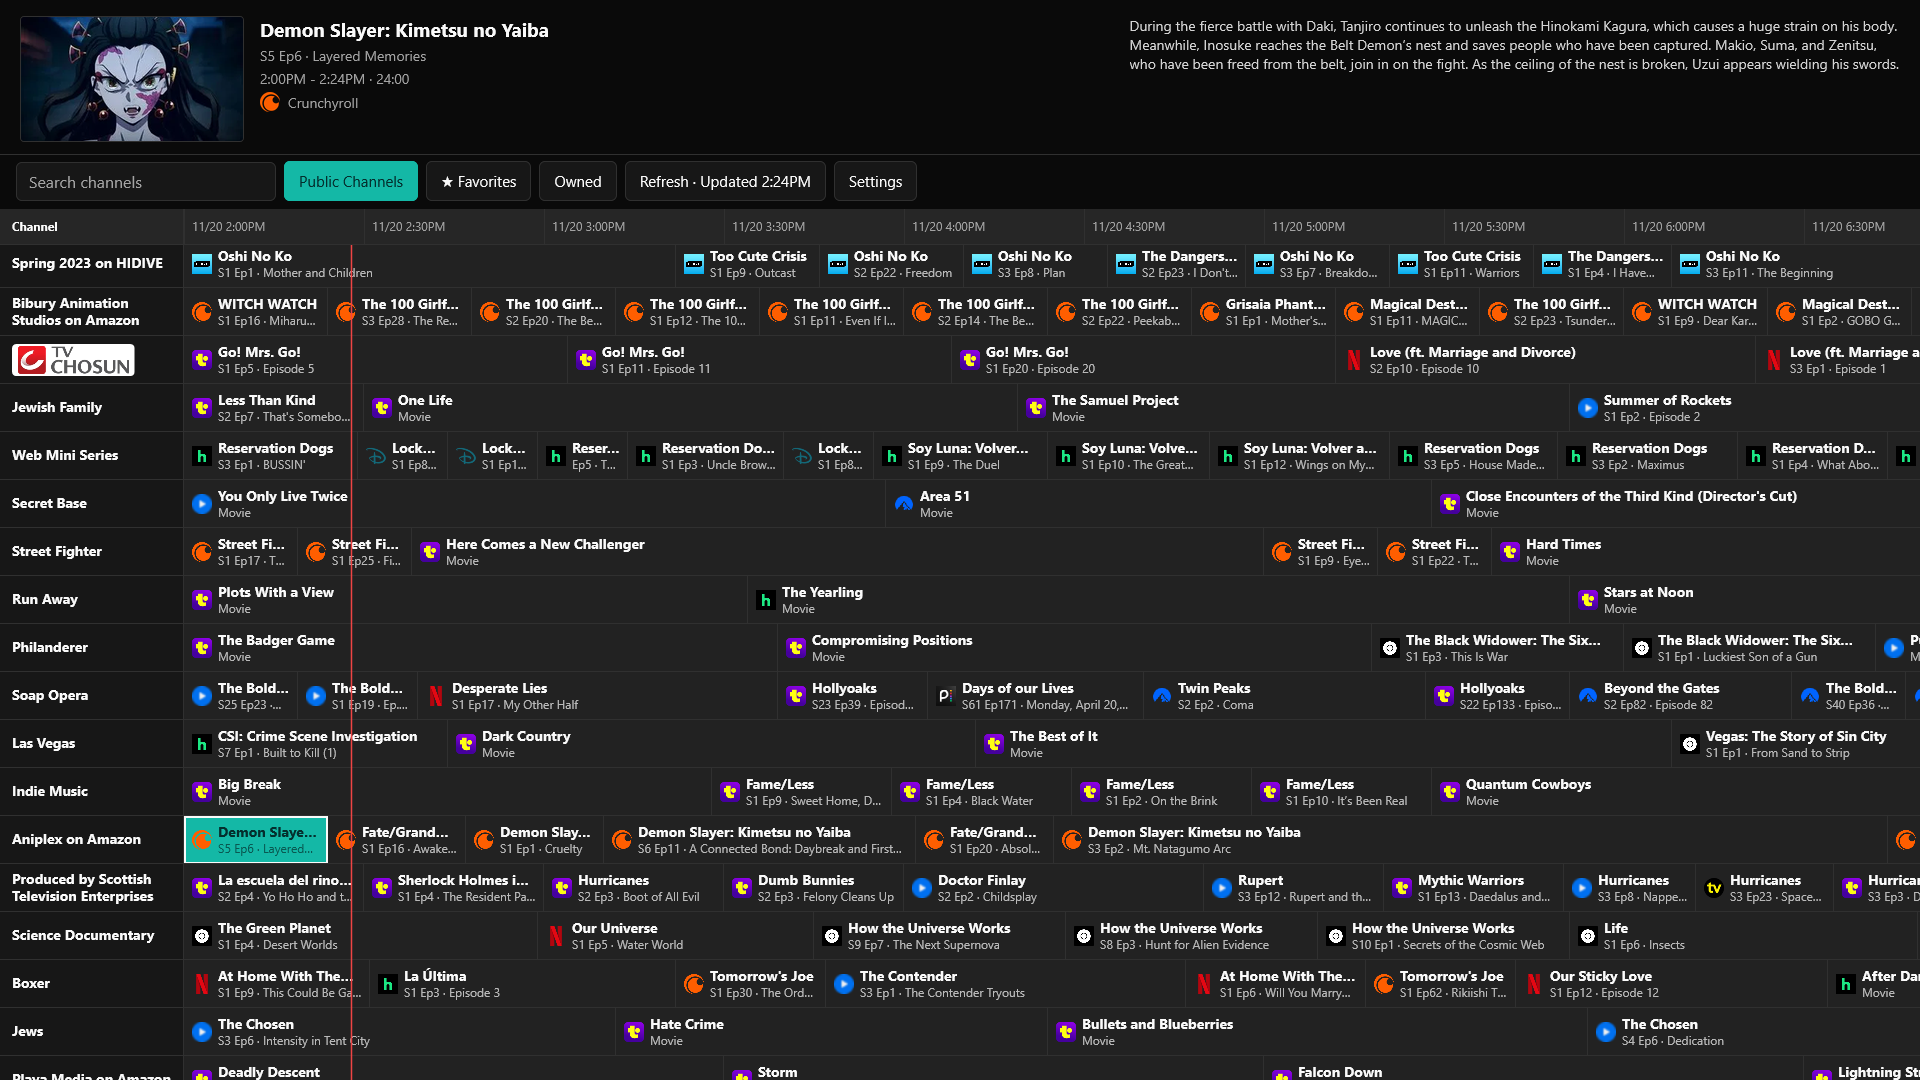 Demon Slayer: Kimetsu no Yaiba
S5 Ep6 · Layered Memories
2:00PM - 2:24PM · 24:00
Crunchyroll
During the fierce battle with Daki, Tanjiro continues to unleash the Hinokami Kagura, which causes a huge strain on his body.
Meanwhile, Inosuke reaches the Belt Demon's nest and saves people who have been captured. Makio, Suma, and Zenitsu,
who have been freed from the belt, join in on the fight. As the ceiling of the nest is broken, Uzui appears wielding his swords.
Search channels Public Channels ★ Favorites Owned Refresh · Updated 2:24PM Settings
Channel 11/20 2:00PM 11/20 2:30PM 11/20 3:00PM 11/20 3:30PM 11/20 4:00PM 11/20 4:30PM 11/20 5:00PM 11/20 5:30PM 11/20 6:00PM 11/20 6:30PM
Spring 2023 on HIDIVE
Oshi No Ko Too Cute Crisis Oshi No Ko Oshi No Ko The Dangers... Oshi No Ko Too Cute Crisis The Dangers... Oshi No Ko
S1 Ep1 · Mother and Children S1 Ep9 · Outcast S2 Ep22 · Freedom S3 Ep8 · Plan S2 Ep23 · I Don't... S3 Ep7 · Breakdo... S1 Ep11 · Warriors S1 Ep4 · I Have... S3 Ep11 · The Beginning
Bibury Animation
Studios on Amazon
WITCH WATCH The 100 Girlf... The 100 Girlf... The 100 Girlf... The 100 Girlf... The 100 Girlf... The 100 Girlf... Grisaia Phant... Magical Dest... The 100 Girlf... WITCH WATCH Magical Dest...
S1 Ep16 · Miharu... S3 Ep28 · The Re... S2 Ep20 · The Be... S1 Ep12 · The 10... S1 Ep11 · Even If I... S2 Ep14 · The Be... S2 Ep22 · Peekab... S1 Ep1 · Mother's... S1 Ep11 · MAGIC... S2 Ep23 · Tsunder... S1 Ep9 · Dear Kar... S1 Ep2 · GOBO G...
TV
CHOSUN
Go! Mrs. Go! Go! Mrs. Go! Go! Mrs. Go! Love (ft. Marriage and Divorce) Love (ft. Marriage a
S1 Ep5 · Episode 5 S1 Ep11 · Episode 11 S1 Ep20 · Episode 20 S2 Ep10 · Episode 10 S3 Ep1 · Episode 1
Jewish Family
Less Than Kind One Life The Samuel Project Summer of Rockets
S2 Ep7 · That's Somebo... Movie Movie S1 Ep2 · Episode 2
Web Mini Series
Reservation Dogs Lock... Lock... Reser... Reservation Do... Lock... Soy Luna: Volver... Soy Luna: Volve... Soy Luna: Volver a... Reservation Dogs Reservation Dogs Reservation D...
S3 Ep1 · BUSSIN' S1 Ep8... S1 Ep1... Ep5 · T... S1 Ep3 · Uncle Brow... S1 Ep8... S1 Ep9 · The Duel S1 Ep10 · The Great... S1 Ep12 · Wings on My... S3 Ep5 · House Made... S3 Ep2 · Maximus S1 Ep4 · What Abo...
Secret Base
You Only Live Twice Area 51 Close Encounters of the Third Kind (Director's Cut)
Movie Movie Movie
Street Fighter
Street Fi... Street Fi... Here Comes a New Challenger Street Fi... Street Fi... Hard Times
S1 Ep17 · T... S1 Ep25 · Fi... Movie S1 Ep9 · Eye... S1 Ep22 · T... Movie
Run Away
Plots With a View The Yearling Stars at Noon
Movie Movie Movie
Philanderer
The Badger Game Compromising Positions The Black Widower: The Six... The Black Widower: The Six...
Movie Movie S1 Ep3 · This Is War S1 Ep1 · Luckiest Son of a Gun
Soap Opera
The Bold... The Bold... Desperate Lies Hollyoaks Days of our Lives Twin Peaks Hollyoaks Beyond the Gates The Bold...
S25 Ep23 ·... S1 Ep19 · Ep.... S1 Ep17 · My Other Half S23 Ep39 · Episod... S61 Ep171 · Monday, April 20,... S2 Ep2 · Coma S22 Ep133 · Episo... S2 Ep82 · Episode 82 S40 Ep36 ·...
Las Vegas
CSI: Crime Scene Investigation Dark Country The Best of It Vegas: The Story of Sin City
S7 Ep1 · Built to Kill (1) Movie Movie S1 Ep1 · From Sand to Strip
Indie Music
Big Break Fame/Less Fame/Less Fame/Less Fame/Less Quantum Cowboys
Movie S1 Ep9 · Sweet Home, D... S1 Ep4 · Black Water S1 Ep2 · On the Brink S1 Ep10 · It's Been Real Movie
Aniplex on Amazon
Demon Slaye... Fate/Grand... Demon Slay... Demon Slayer: Kimetsu no Yaiba Fate/Grand... Demon Slayer: Kimetsu no Yaiba
S5 Ep6 · Layered... S1 Ep16 · Awake... S1 Ep1 · Cruelty S6 Ep11 · A Connected Bond: Daybreak and First... S1 Ep20 · Absol... S3 Ep2 · Mt. Natagumo Arc
Produced by Scottish
Television Enterprises
La escuela del rino... Sherlock Holmes i... Hurricanes Dumb Bunnies Doctor Finlay Rupert Mythic Warriors Hurricanes Hurricanes Hurrican
S2 Ep4 · Yo Ho Ho and t... S1 Ep4 · The Resident Pa... S2 Ep3 · Boot of All Evil S2 Ep3 · Felony Cleans Up S2 Ep2 · Childsplay S3 Ep12 · Rupert and th... S1 Ep13 · Daedalus and... S3 Ep8 · Nappe... S3 Ep23 · Space... S3 Ep3 · D
Science Documentary
The Green Planet Our Universe How the Universe Works How the Universe Works How the Universe Works Life
S1 Ep4 · Desert Worlds S1 Ep5 · Water World S9 Ep7 · The Next Supernova S8 Ep3 · Hunt for Alien Evidence S10 Ep1 · Secrets of the Cosmic Web S1 Ep6 · Insects
Boxer
At Home With The... La Última Tomorrow's Joe The Contender At Home With The... Tomorrow's Joe Our Sticky Love After Da
S1 Ep9 · This Could Be Ga... S1 Ep3 · Episode 3 S1 Ep30 · The Ord... S3 Ep1 · The Contender Tryouts S1 Ep6 · Will You Marry... S1 Ep62 · Rikiishi T... S1 Ep12 · Episode 12 Movie
Jews
The Chosen Hate Crime Bullets and Blueberries The Chosen
S3 Ep6 · Intensity in Tent City Movie Movie S4 Ep6 · Dedication
Playa Media on Amazon
Deadly Descent Storm Falcon Down Lightning St